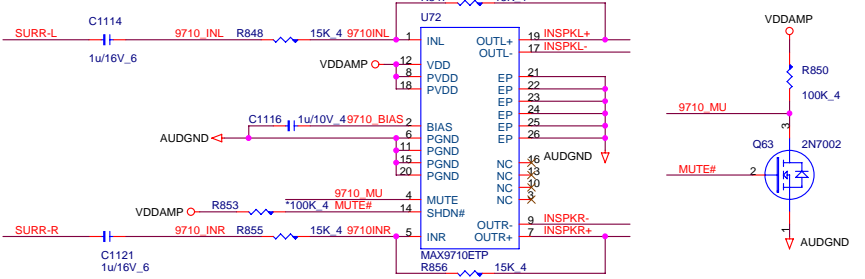 C1114
SURR-L
1u/16V_6
9710_INL R848 15K_4 9710INL
U72
1 INL
OUTL+ 19 INSPKL+
OUTL- 17 INSPKL-
VDDAMP
12 VDD
8 PVDD
18 PVDD
EP 21
EP 22
EP 23
EP 24
EP 25
EP 26
C1116 1u/10V_4 9710_BIAS
AUDGND
2 BIAS
6 PGND
11 PGND
15 PGND
20 PGND
NC 16
NC 13
NC 10
NC
AUDGND
9710_MU
4 MUTE
VDDAMP R853 *100K_4 MUTE#
14 SHDN#
OUTR- 9 INSPKR-
OUTR+ 7 INSPKR+
SURR-R
C1121
1u/16V_6
9710_INR R855 15K_4 9710INR
5 INR
MAX9710ETP
R856 15K_4
VDDAMP
R850
100K_4
9710_MU
3
Q63 2N7002
MUTE# 2
1
AUDGND